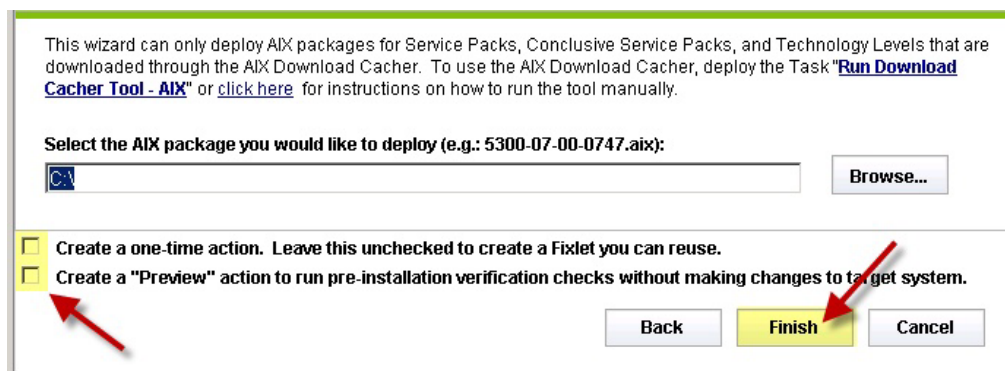 This wizard can only deploy AIX packages for Service Packs, Conclusive Service Packs, and Technology Levels that are
downloaded through the AIX Download Cacher. To use the AIX Download Cacher, deploy the Task "Run Download
Cacher Tool - AIX" or click here for instructions on how to run the tool manually.
Select the AIX package you would like to deploy (e.g.: 5300-07-00-0747.aix):
C:\
Browse...
Create a one-time action. Leave this unchecked to create a Fixlet you can reuse.
Create a "Preview" action to run pre-installation verification checks without making changes to target system.
Back Finish Cancel